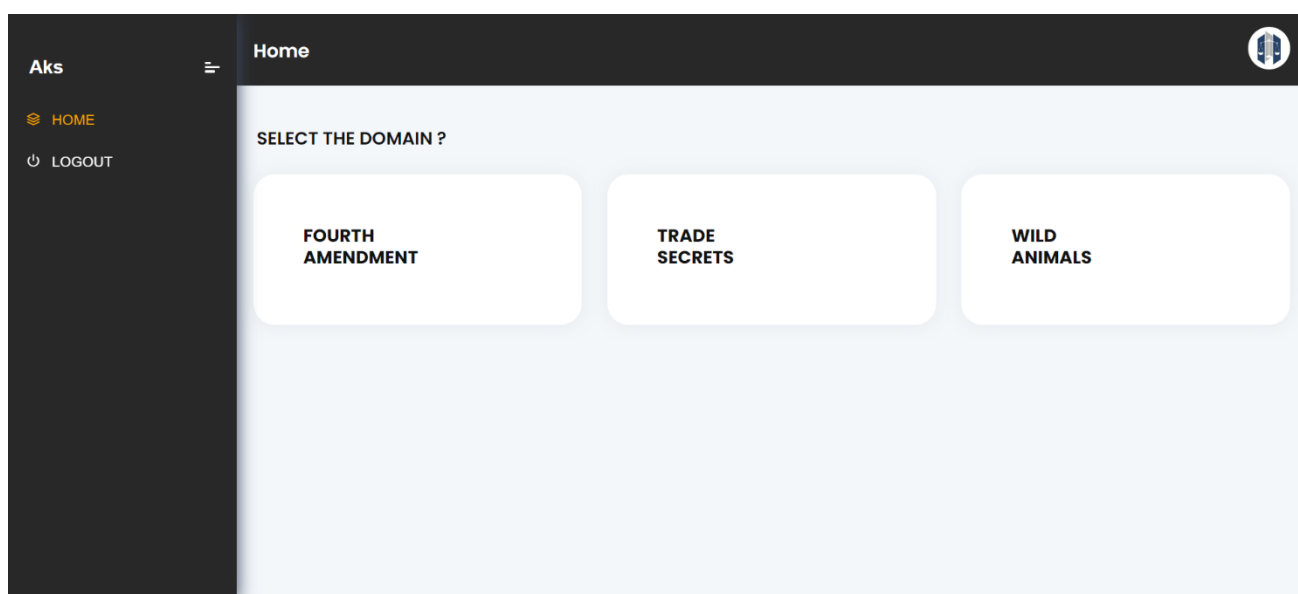 Aks
HOME
LOGOUT
Home
SELECT THE DOMAIN ?
FOURTH
AMENDMENT
TRADE
SECRETS
WILD
ANIMALS